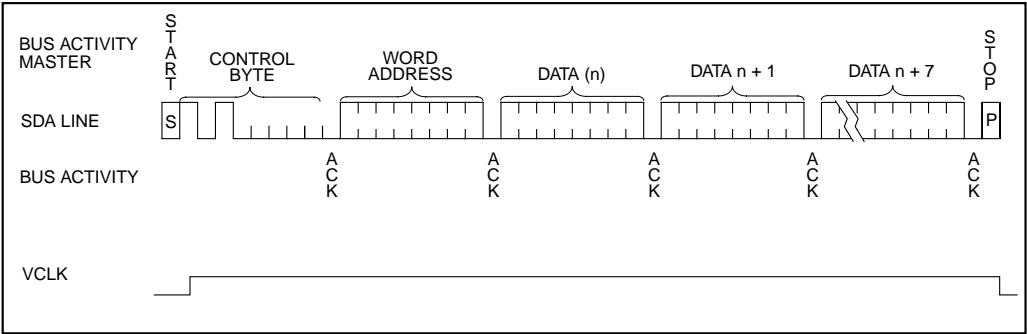 BUS ACTIVITY
MASTER
START
CONTROL
BYTE
WORD
ADDRESS
DATA (n)
DATA n + 1
DATA n + 7
STOP
SDA LINE
S
P
BUS ACTIVITY
ACK
ACK
ACK
ACK
ACK
VCLK